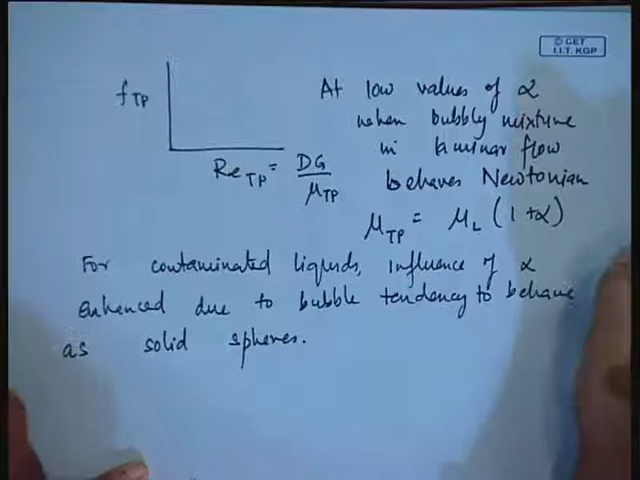 © CET
I.I.T. KGP
f_TP
Re_TP = DG/μ_TP
At low values of α
when bubbly mixture
in laminar flow
behaves Newtonian
μ_TP = μ_L (1+α)
For contaminated liquids, influence of α
enhanced due to bubble tendency to behave
as solid spheres.